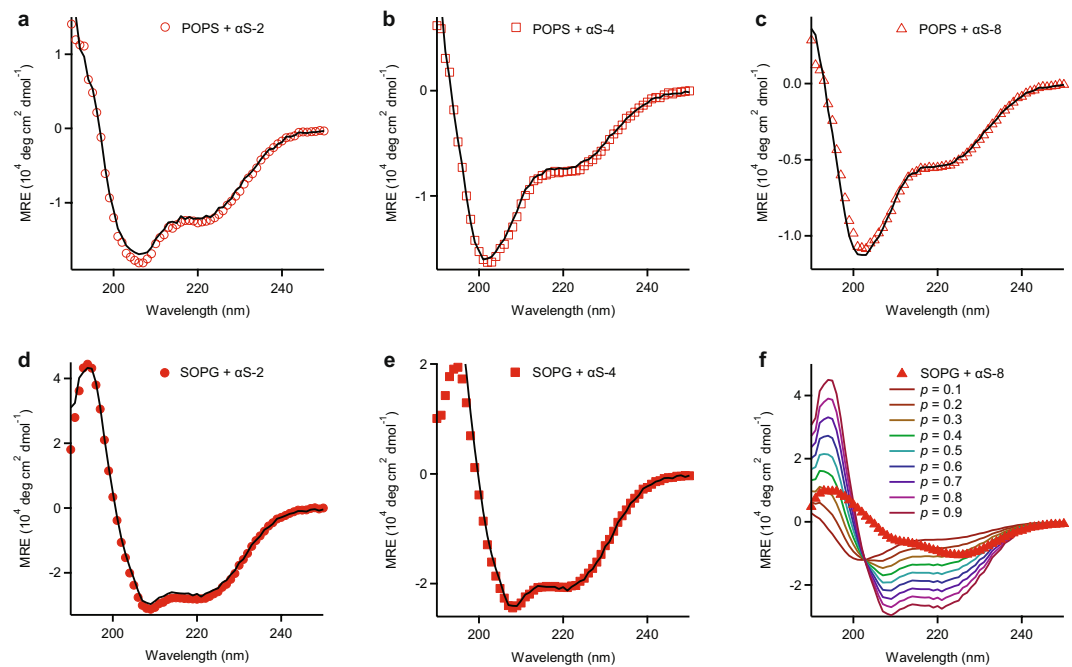 a
POPS + αS-2
MRE (10⁴ deg cm² dmol⁻¹)
1
0
-1
200
220
240
Wavelength (nm)
b
POPS + αS-4
MRE (10⁴ deg cm² dmol⁻¹)
0
-1
200
220
240
Wavelength (nm)
c
POPS + αS-8
MRE (10⁴ deg cm² dmol⁻¹)
0.0
-0.5
-1.0
200
220
240
Wavelength (nm)
d
SOPG + αS-2
MRE (10⁴ deg cm² dmol⁻¹)
4
2
0
-2
200
220
240
Wavelength (nm)
e
SOPG + αS-4
MRE (10⁴ deg cm² dmol⁻¹)
2
0
-2
200
220
240
Wavelength (nm)
f
SOPG + αS-8
p = 0.1
p = 0.2
p = 0.3
p = 0.4
p = 0.5
p = 0.6
p = 0.7
p = 0.8
p = 0.9
MRE (10⁴ deg cm² dmol⁻¹)
4
2
0
-2
200
220
240
Wavelength (nm)